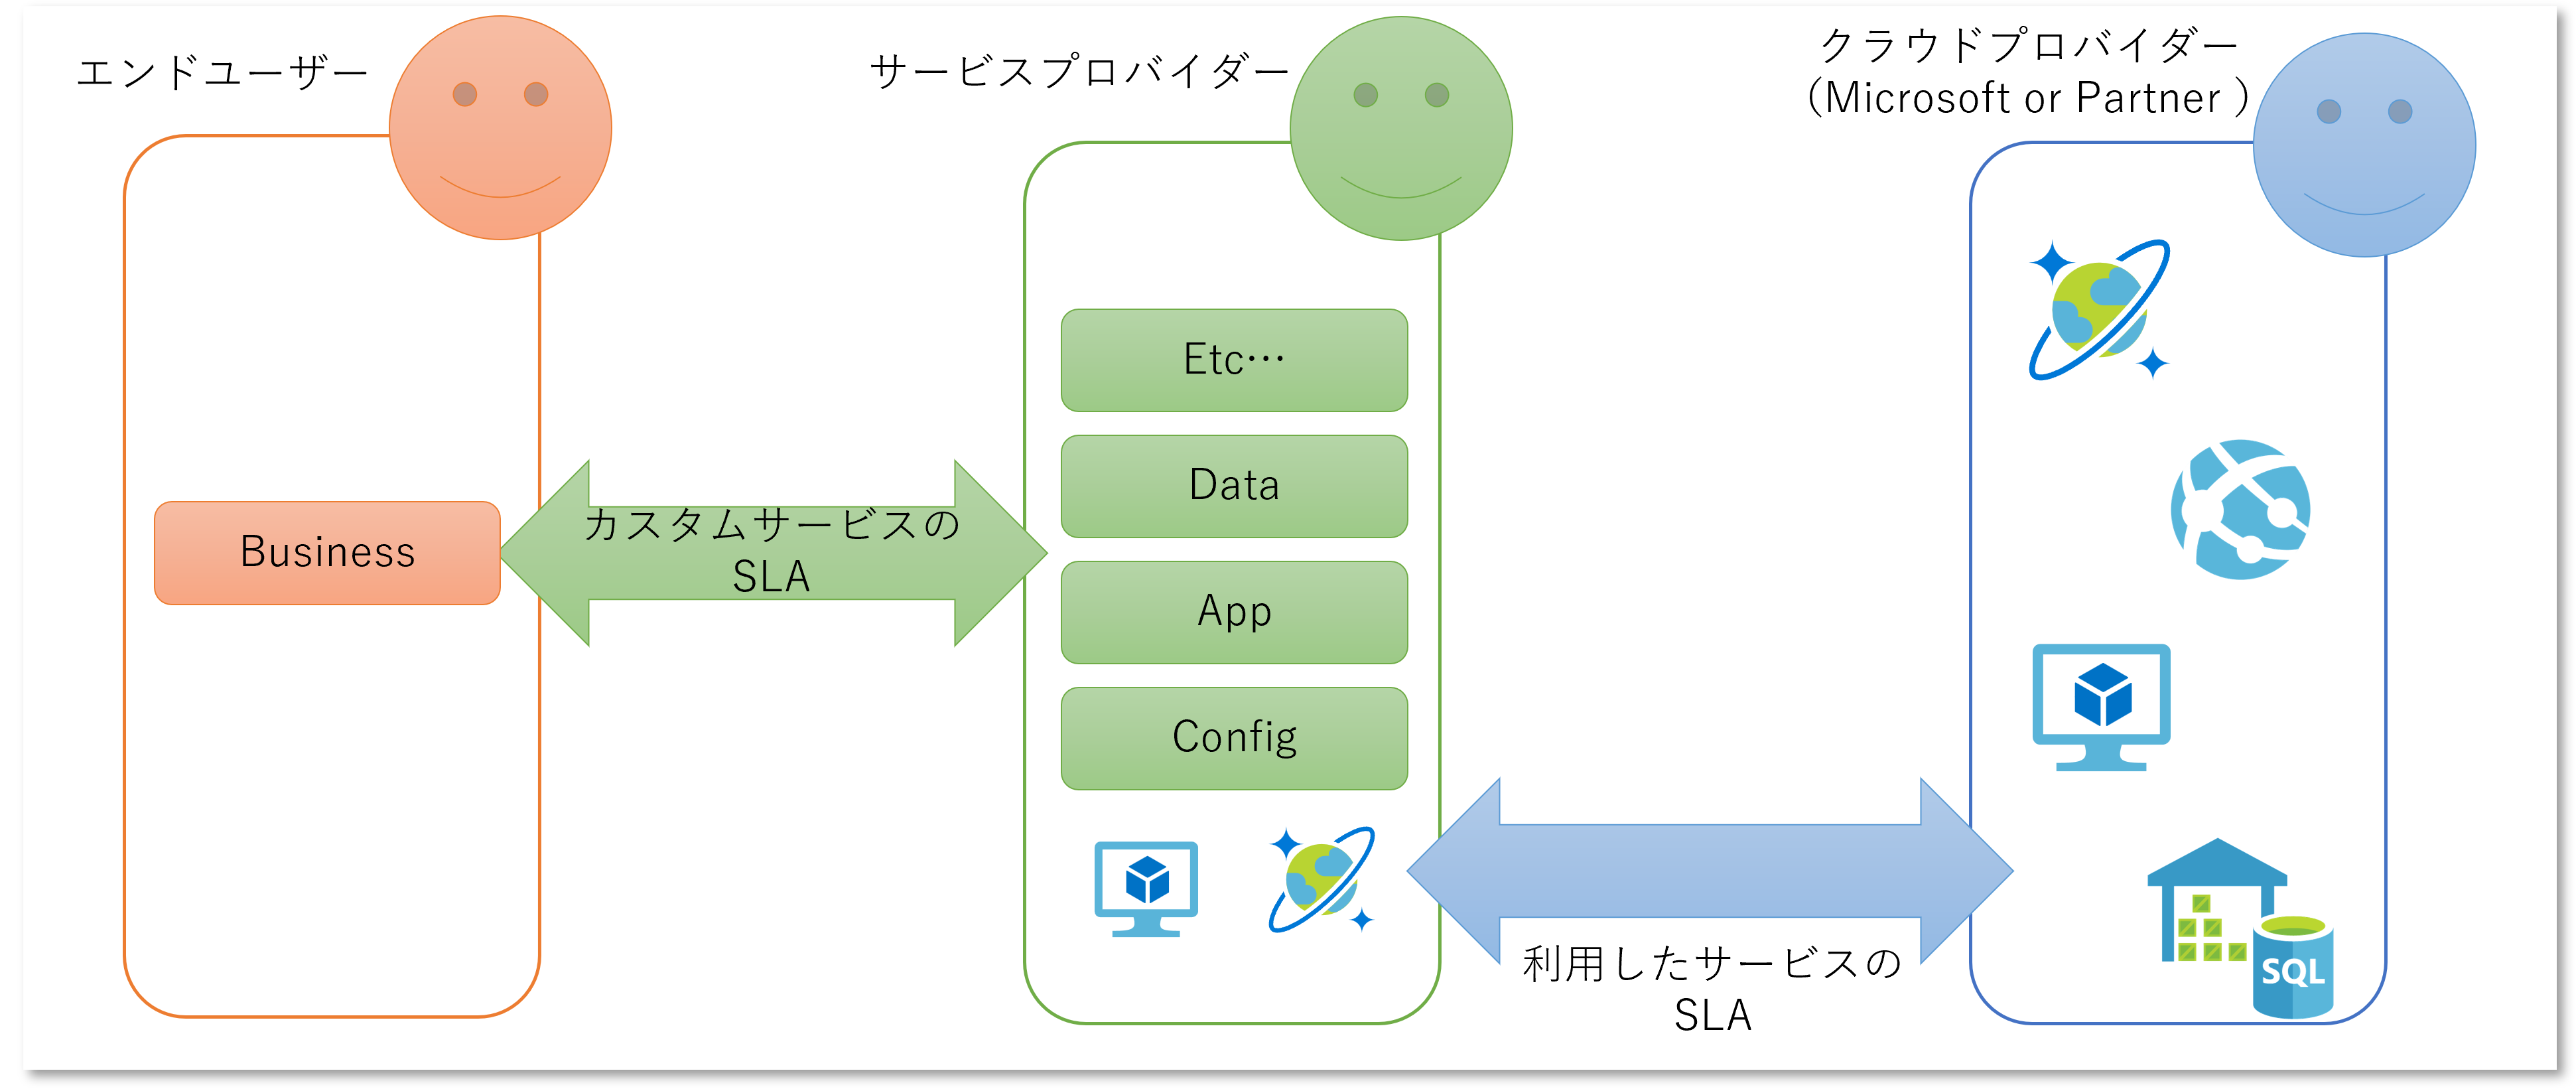 エンドユーザー
サービスプロバイダー
クラウドプロバイダー
（Microsoft or Partner ）
Business
カスタムサービスの
SLA
Etc…
Data
App
Config
利用したサービスの
SLA
SQL